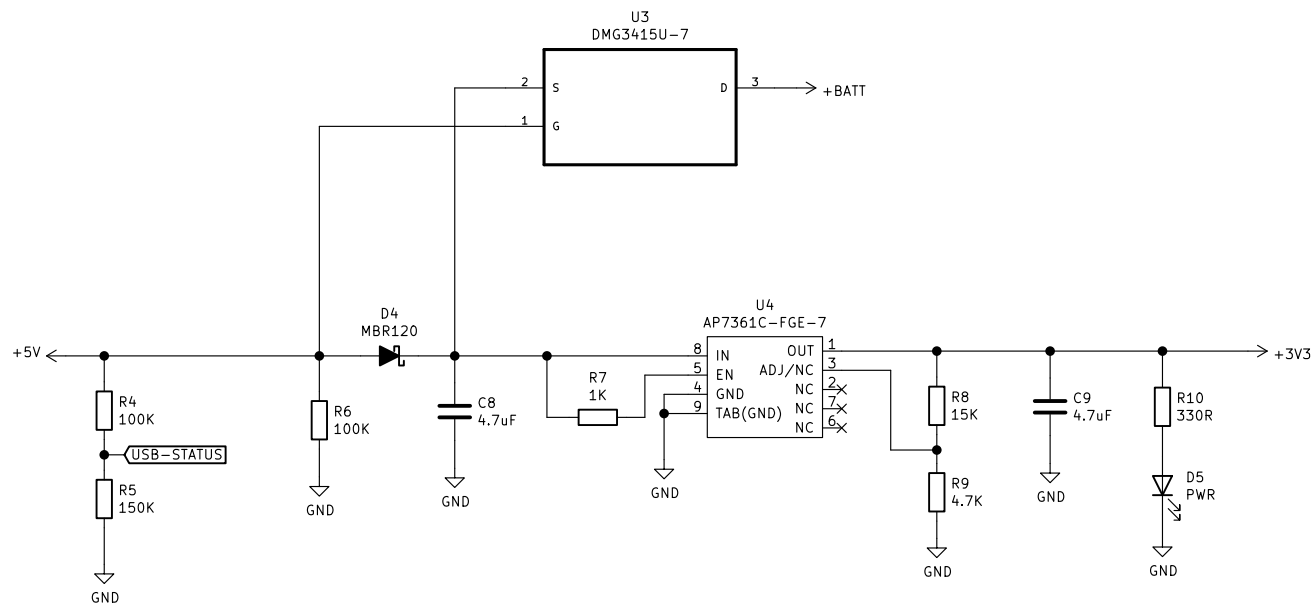 U3
DMG3415U-7
2
S
D
3
+BATT
1
G
D4
MBR120
U4
AP7361C-FGE-7
+5V
8
IN
OUT
1
+3V3
5
EN
ADJ/NC
3
4
GND
NC
2
9
TAB(GND)
NC
7
NC
6
R7
1K
R4
100K
R6
100K
C8
4.7uF
R8
15K
C9
4.7uF
R10
330R
USB-STATUS
R5
150K
R9
4.7K
D5
PWR
GND
GND
GND
GND
GND
GND
GND